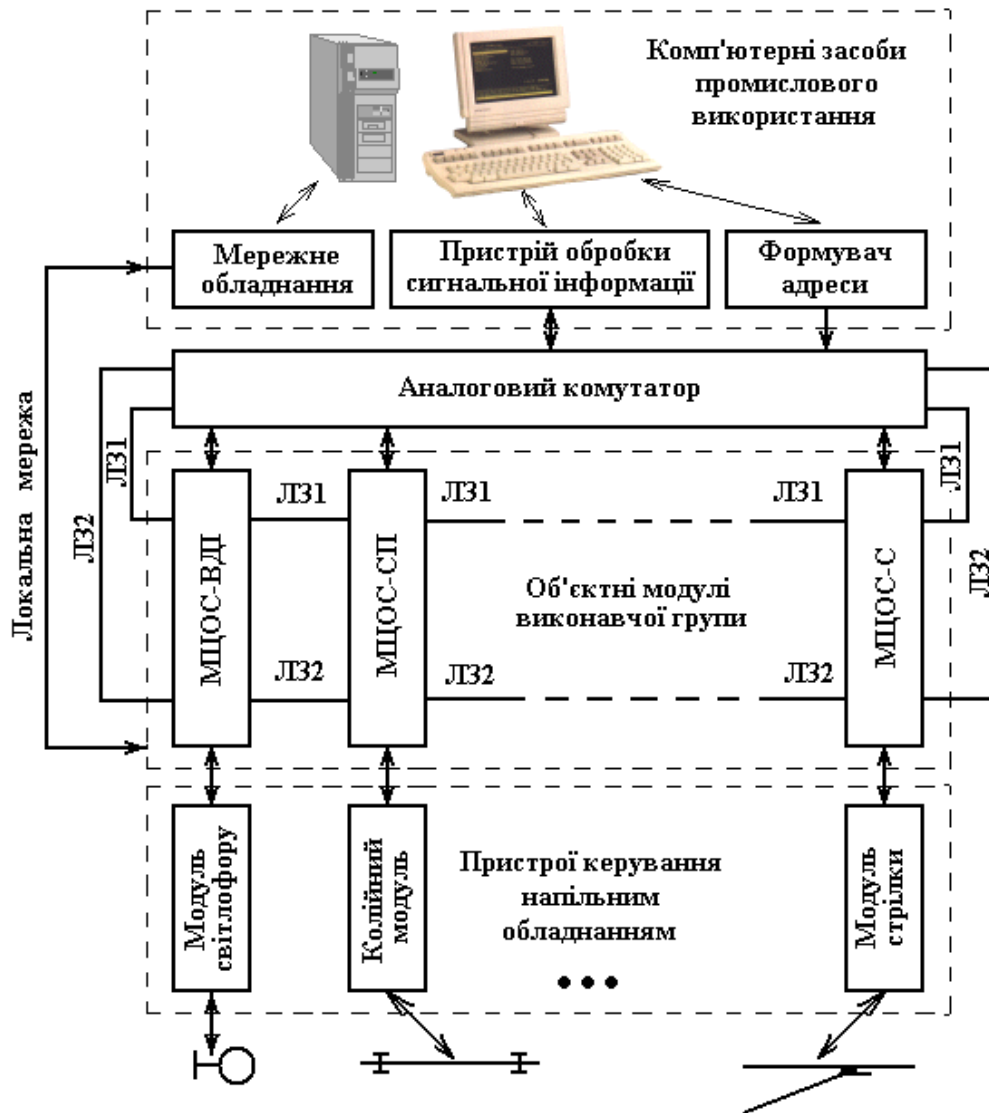 Комп'ютерні засоби
промислового
використання
Мережне
обладнання
Пристрій обробки
сигнальної інформації
Формувач
адреси
Аналоговий комутатор
Локальна мережа
ЛЗ2
ЛЗ1
ЛЗ1
ЛЗ1
ЛЗ1
ЛЗ1
ЛЗ2
МЦОС-ВДІ
МЦОС-СП
МЦОС-С
Об'єктні модулі
виконавчої групи
ЛЗ2
ЛЗ2
ЛЗ2
Модуль
світлофору
Колійний
модуль
Пристрої керування
напільним
обладнанням
Модуль
стрілки